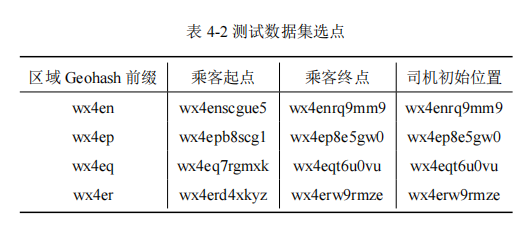 表 4-2 测试数据集选点
区域 Geohash 前缀 乘客起点 乘客终点 司机初始位置
wx4en wx4enscgue5 wx4enrq9mm9 wx4enrq9mm9
wx4ep wx4epb8scg1 wx4ep8e5gw0 wx4ep8e5gw0
wx4eq wx4eq7rgmxk wx4eqt6u0vu wx4eqt6u0vu
wx4er wx4erd4xkyz wx4erw9rmze wx4erw9rmze